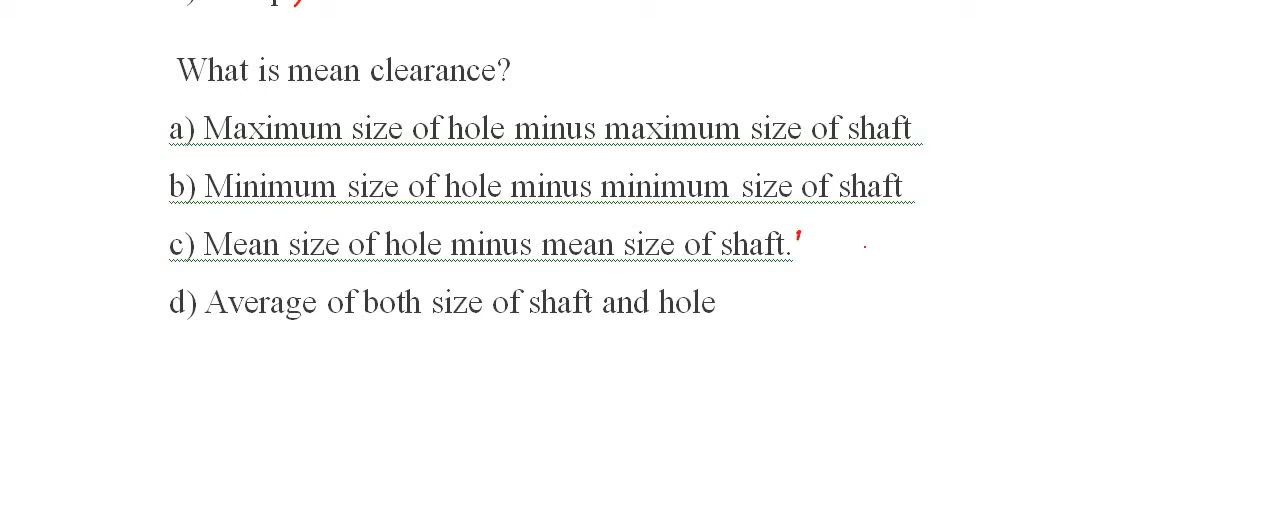 What is mean clearance?
a) Maximum size of hole minus maximum size of shaft
b) Minimum size of hole minus minimum size of shaft
c) Mean size of hole minus mean size of shaft.
d) Average of both size of shaft and hole